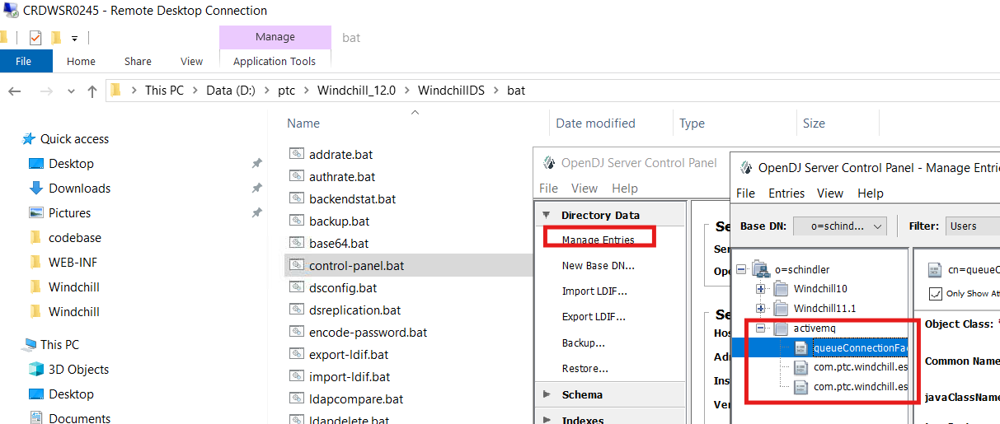 CRDWSR0245 - Remote Desktop Connection
Manage
bat
File
Home
Share
View
Application Tools
This PC
Data (D:)
ptc
Windchill_12.0
WindchillDS
bat
Name
Date modified
Type
Size
Quick access
Desktop
Downloads
Pictures
codebase
WEB-INF
Windchill
Windchill
This PC
3D Objects
Desktop
Documents
addrate.bat
authrate.bat
backendstat.bat
backup.bat
base64.bat
control-panel.bat
dsconfig.bat
dsreplication.bat
encode-password.bat
export-ldif.bat
import-ldif.bat
ldapcompare.bat
ldapdelete.bat
OpenDJ Server Control Panel
File View Help
Directory Data
Manage Entries
New Base DN...
Import LDIF...
Export LDIF...
Backup...
Restore...
Schema
Indexes
Se
Ser
Ope
Se
Hos
Adi
Ins
Ver
OpenDJ Server Control Panel - Manage Entrie
File Entries View Help
Base DN: o=schind... Filter: Users
o=schindler
Windchill10
Windchill11.1
activemq
queueConnectionFac
com.ptc.windchill.es
com.ptc.windchill.es
cn=queueC
Only Show At
Object Class: *
Common Name
javaClassName